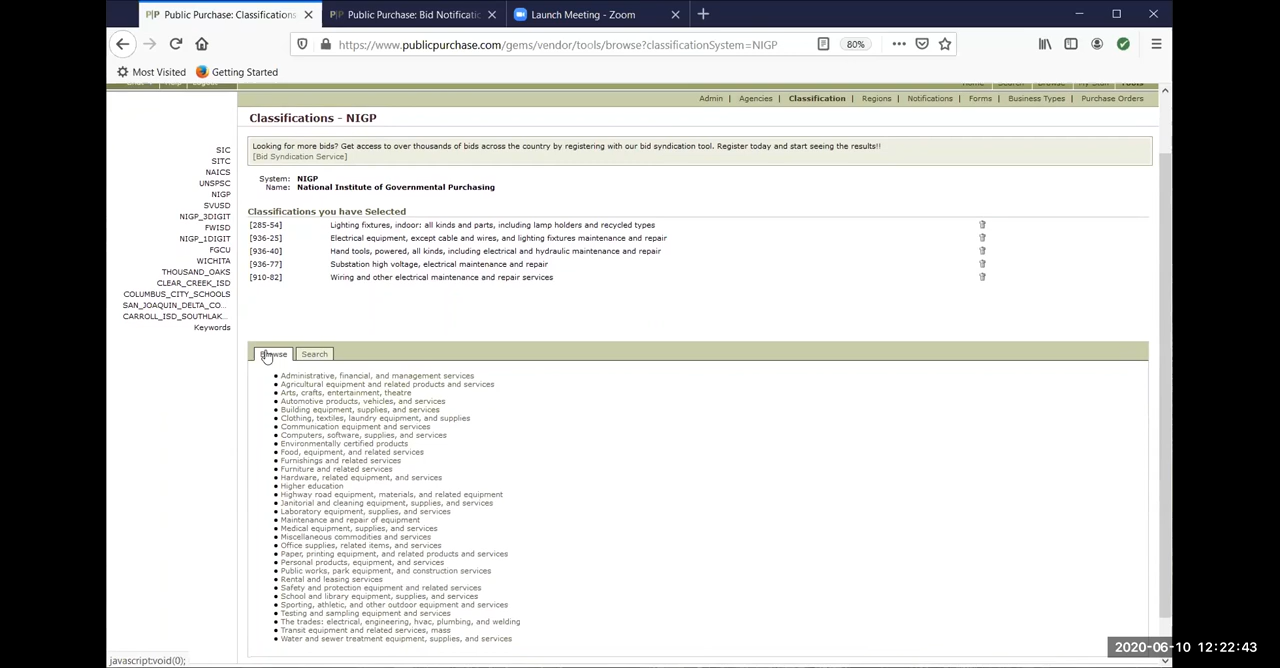 Public Purchase: Classifications
Public Purchase: Bid Notificatio
Launch Meeting - Zoom
https://www.publicpurchase.com/gems/vendor/tools/browse?classificationSystem=NIGP
80%
Most Visited
Getting Started
Admin | Agencies | Classification | Regions | Notifications | Forms | Business Types | Purchase Orders
Classifications - NIGP
Looking for more bids? Get access to over thousands of bids across the country by registering with our bid syndication tool. Register today and start seeing the results!!
[Bid Syndication Service]
SIC
SITC
NAICS
UNSPSC
NIGP
SVUSD
NIGP_3DIGIT
FWISD
NIGP_1DIGIT
FGCU
WICHITA
THOUSAND_OAKS
CLEAR_CREEK_ISD
COLUMBUS_CITY_SCHOOLS
SAN_JOAQUIN_DELTA_CO...
CARROLL_ISD_SOUTHLAK...
Keywords
System: NIGP
Name: National Institute of Governmental Purchasing
Classifications you have Selected
[285-54] Lighting fixtures, indoor: all kinds and parts, including lamp holders and recycled types
[936-25] Electrical equipment, except cable and wires, and lighting fixtures maintenance and repair
[936-40] Hand tools, powered, all kinds, including electrical and hydraulic maintenance and repair
[936-77] Substation high voltage, electrical maintenance and repair
[910-82] Wiring and other electrical maintenance and repair services
Browse
Search
Administrative, financial, and management services
Agricultural equipment and related products and services
Arts, crafts, entertainment, theatre
Automotive products, vehicles, and services
Building equipment, supplies, and services
Clothing, textiles, laundry equipment, and supplies
Communication equipment and services
Computers, software, supplies, and services
Environmentally certified products
Food, equipment, and related services
Furnishings and related services
Furniture and related services
Hardware, related equipment, and services
Higher education
Highway road equipment, materials, and related equipment
Janitorial and cleaning equipment, supplies, and services
Laboratory equipment, supplies, and services
Maintenance and repair of equipment
Medical equipment, supplies, and services
Miscellaneous commodities and services
Office supplies, related items, and services
Paper, printing equipment, and related products and services
Personal products, equipment, and services
Public works, park equipment, and construction services
Rental and leasing services
Safety and protection equipment and related services
School and library equipment, supplies, and services
Sporting, athletic, and other outdoor equipment and services
Testing and sampling equipment and services
The trades: electrical, engineering, hvac, plumbing, and welding
Transit equipment and related services, mass
Water and sewer treatment equipment, supplies, and services
javascript:void(0);
2020-06-10 12:22:43